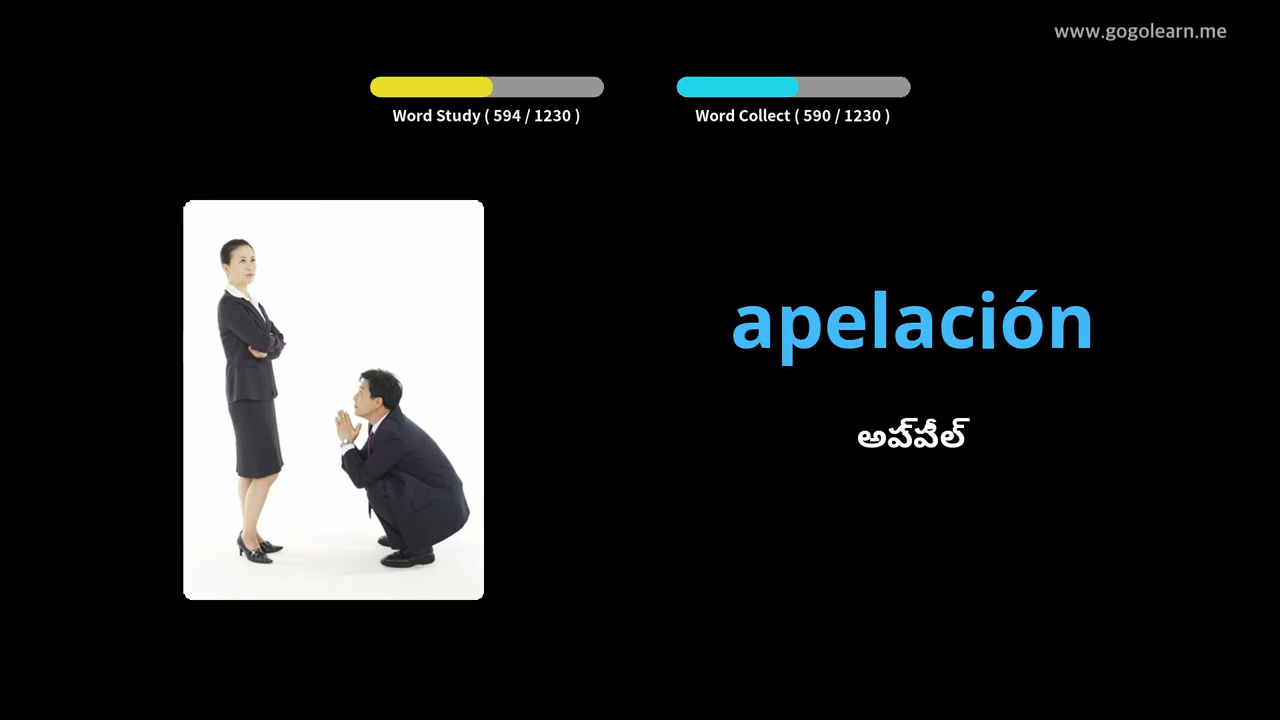 www.gogolearn.me
Word Study ( 594 / 1230 )
Word Collect ( 590 / 1230 )
apelación
అప్‌పీల్